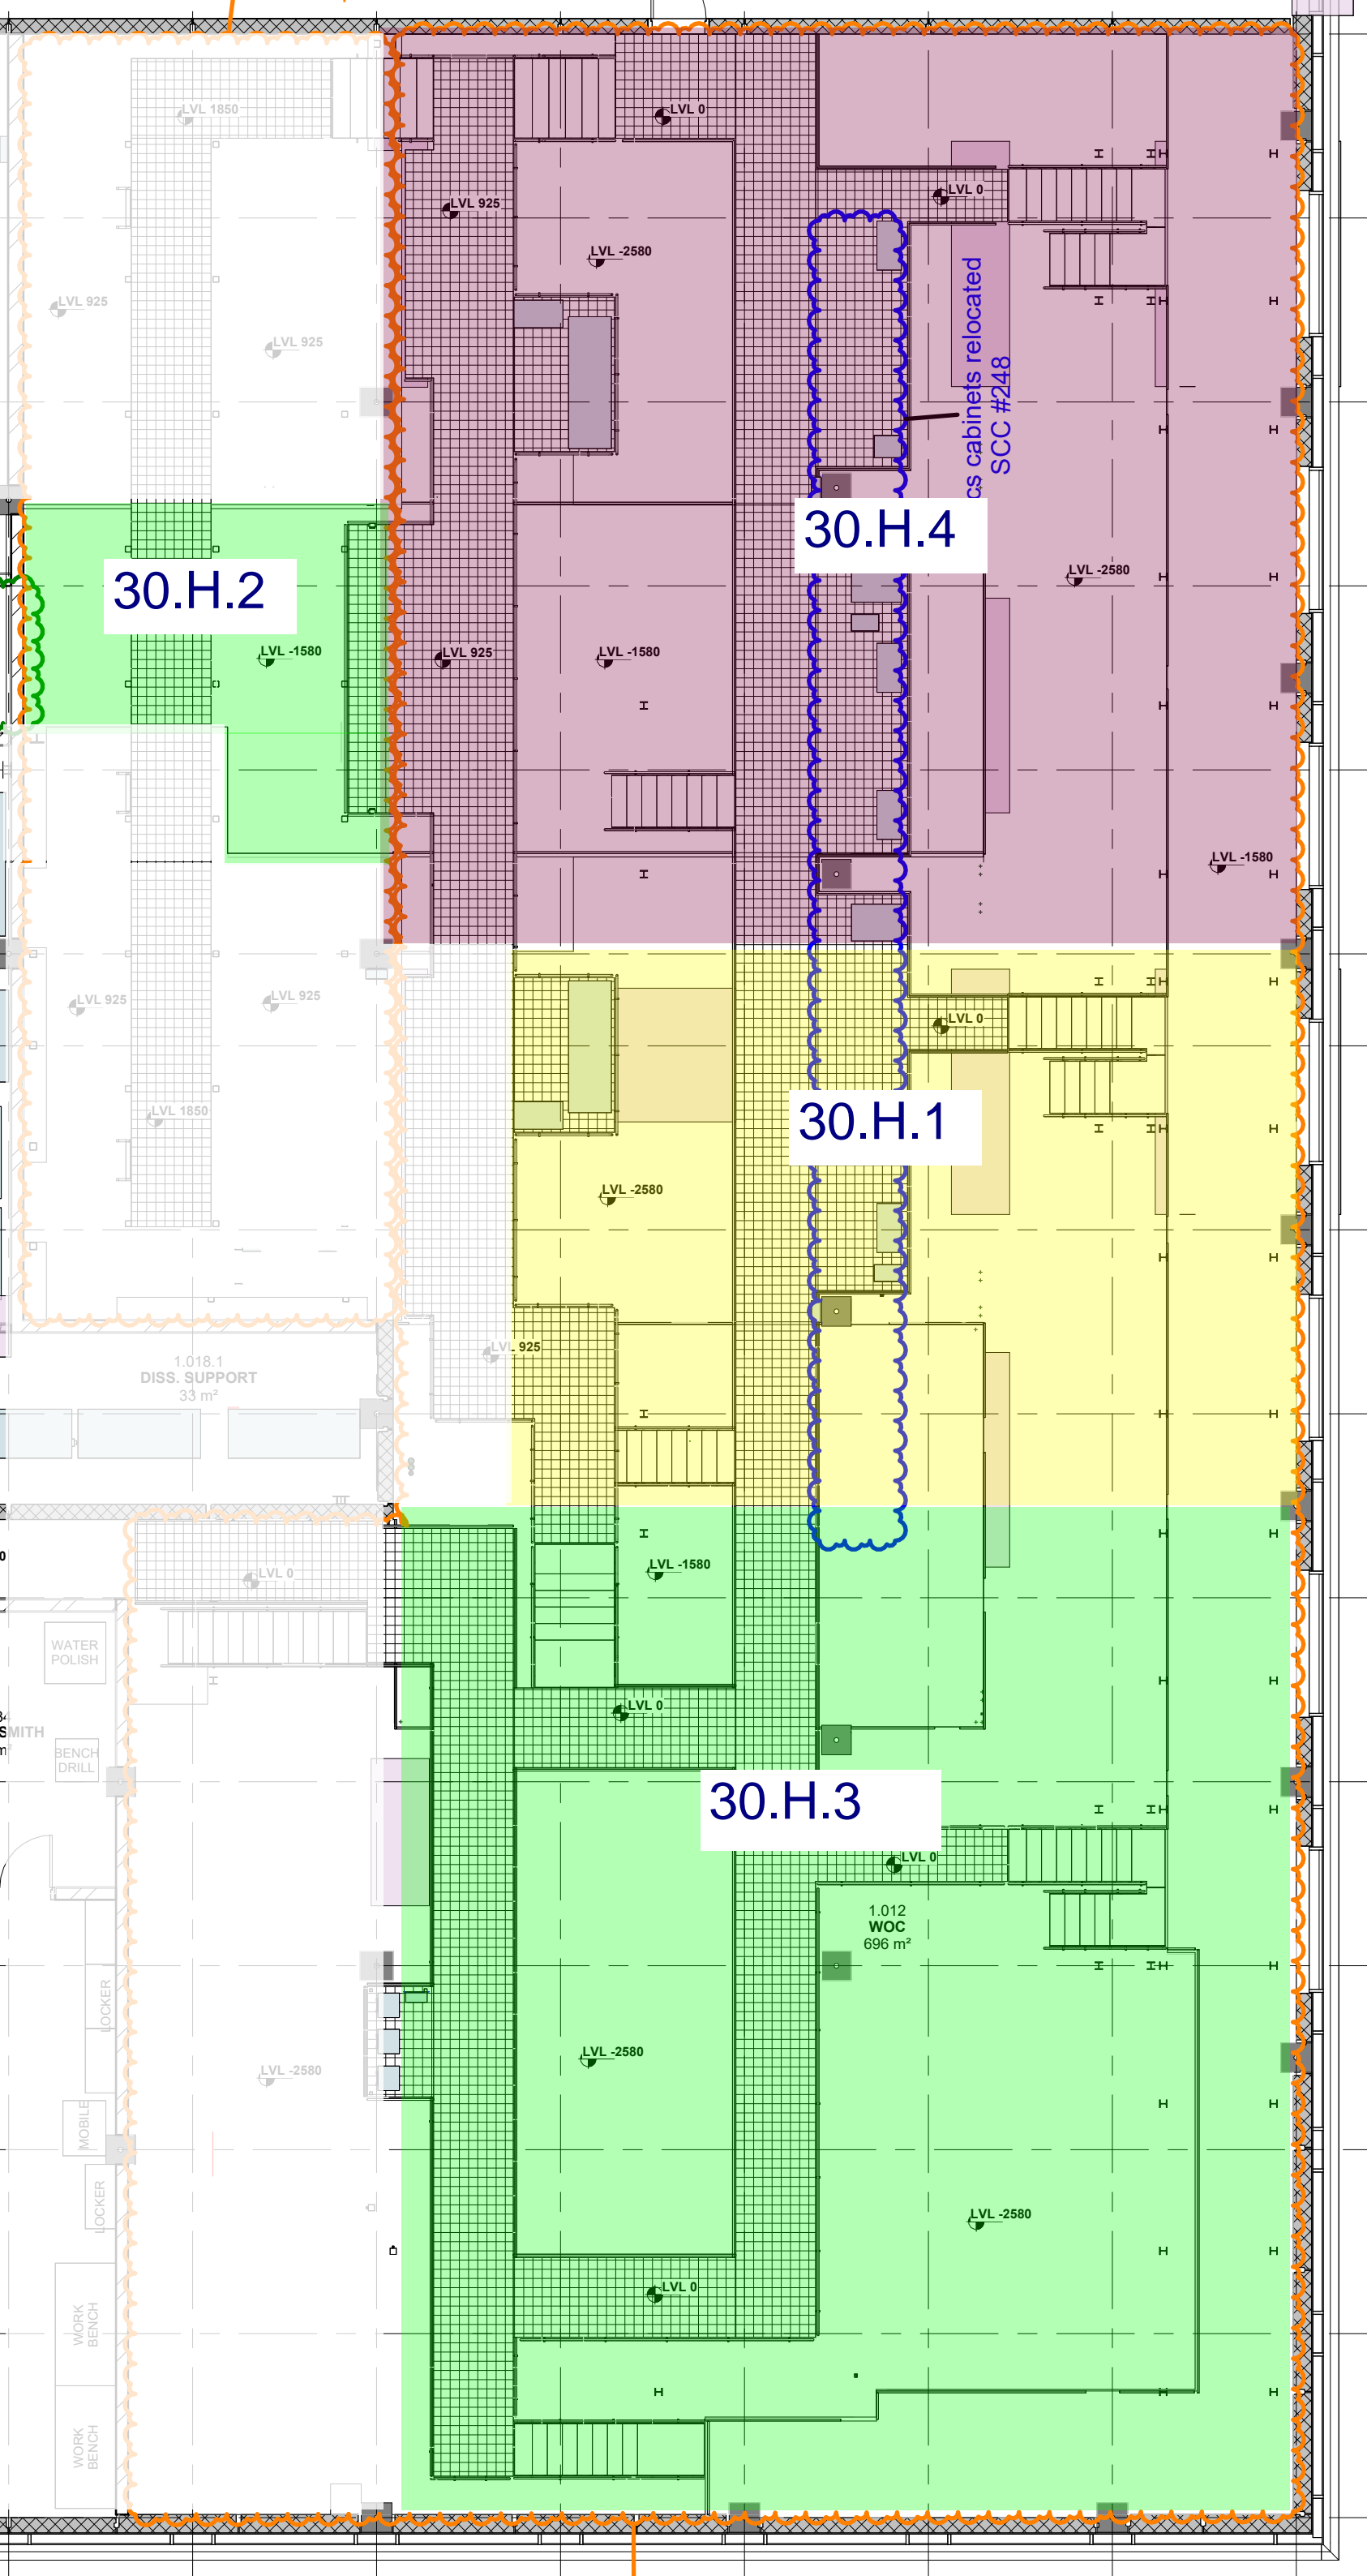 LVL 1850
LVL 0
LVL 925
LVL 0
LVL -2580
LVL 925
LVL 925
cs cabinets relocated
SCC #248
30.H.4
30.H.2
LVL -2580
LVL -1580
LVL 925
LVL -1580
LVL -1580
LVL 925
LVL 925
LVL 0
LVL 1850
30.H.1
LVL -2580
LVL 925
1.018.1
DISS. SUPPORT
33 m²
LVL 0
LVL -1580
WATER
POLISH
LVL 0
SMITH
BENCH
DRILL
30.H.3
LVL 0
1.012
WOC
696 m²
LOCKER
LVL -2580
LVL -2580
MOBILE
LOCKER
LVL -2580
LVL 0
WORK
BENCH
WORK
BENCH